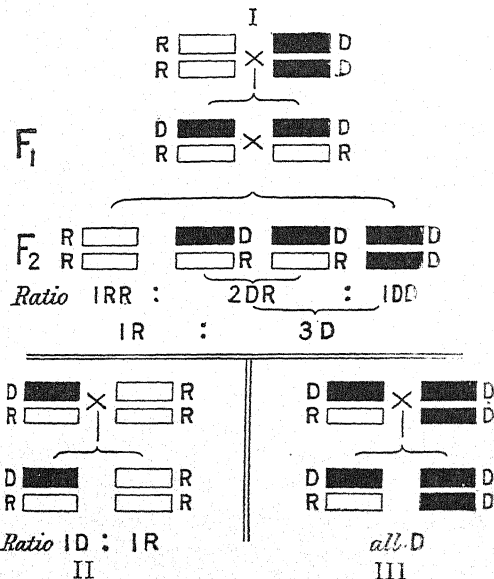 I
R D
R D
D D
F1 R R
R D D D
F2 R R R D
Ratio 1RR : 2DR : 1DD
1R : 3D
D R D D
R R R D
D R D D
R R R D
Ratio 1D : 1R all D
II III